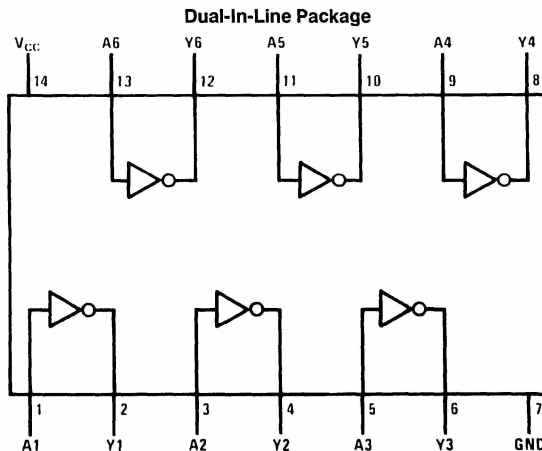 Dual-In-Line Package
VCC A6 Y6 A5 Y5 A4 Y4
14 13 12 11 10 9 8
1 2 3 4 5 6 7
A1 Y1 A2 Y2 A3 Y3 GND